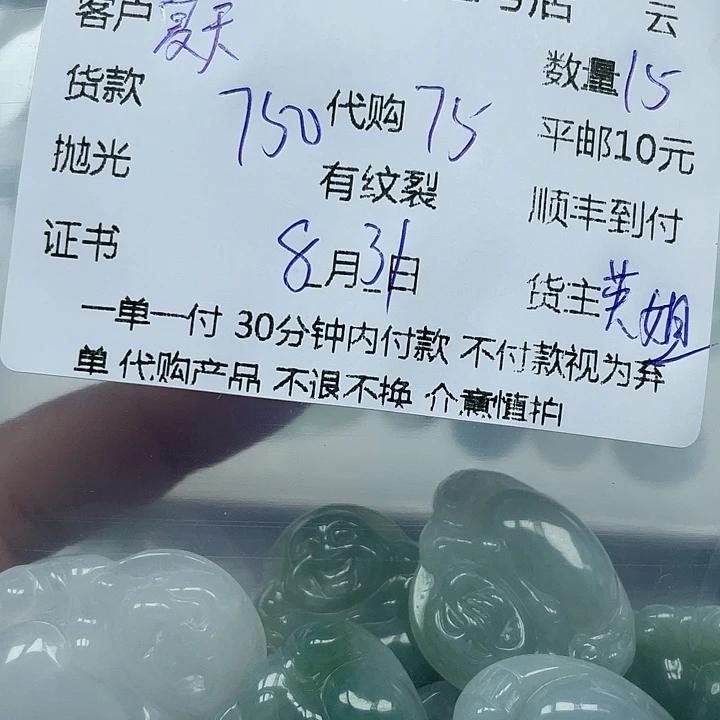 客户 夏天 云
货款 750 代购 75 数量 15
抛光 有纹裂 平邮10元
证书 8月31日 顺丰到付
货主 英姐
一单一付 30分钟内付款 不付款视为弃
单 代购产品 不退不换 介意慎拍